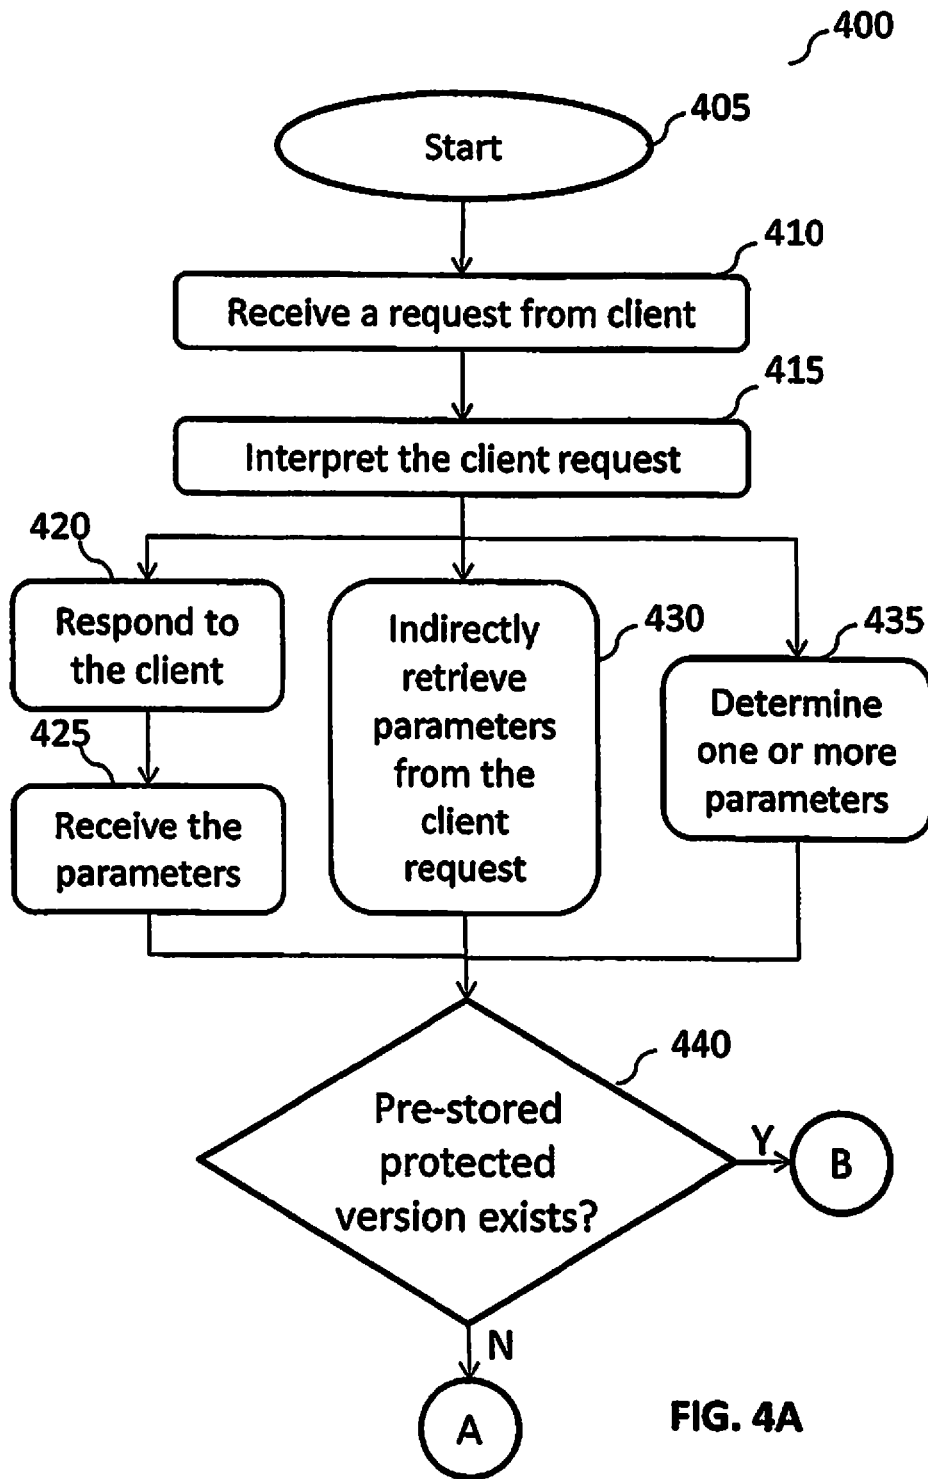 400
405
Start
410
Receive a request from client
415
Interpret the client request
420
Respond to
the client
425
Receive the
parameters
430
Indirectly
retrieve
parameters
from the
client
request
435
Determine
one or more
parameters
440
Pre-stored
protected
version exists?
Y
B
N
A
FIG. 4A